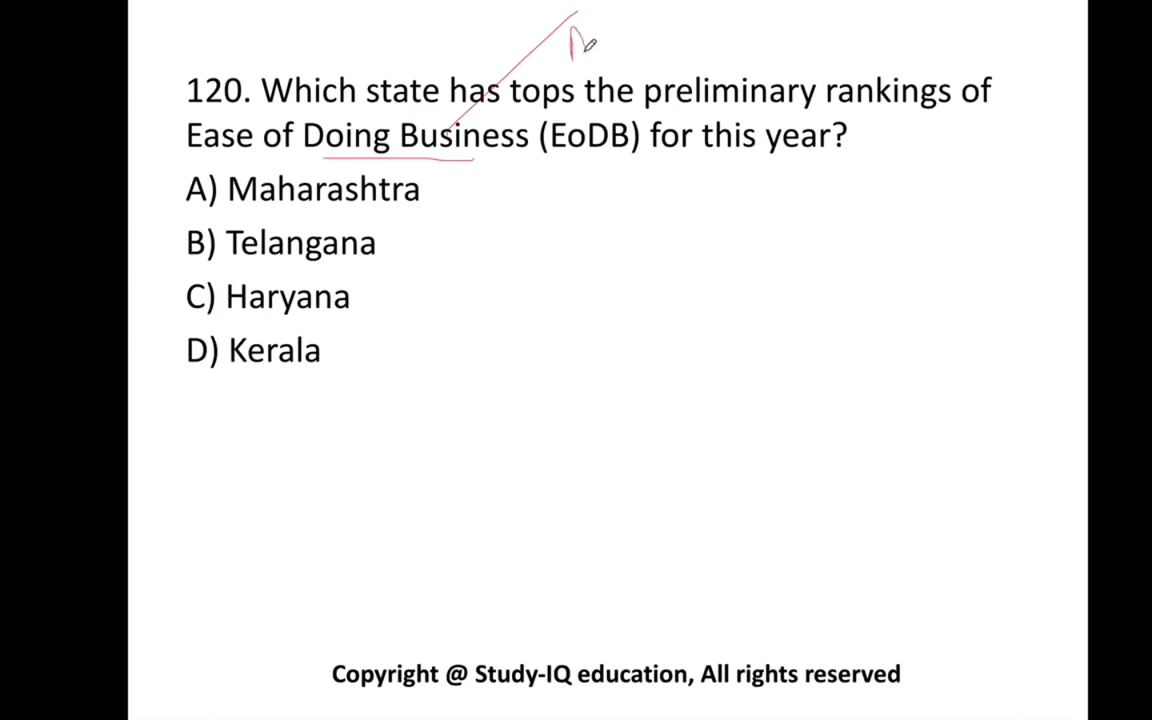 120. Which state has tops the preliminary rankings of
Ease of Doing Business (EoDB) for this year?
A) Maharashtra
B) Telangana
C) Haryana
D) Kerala
Copyright @ Study-IQ education, All rights reserved